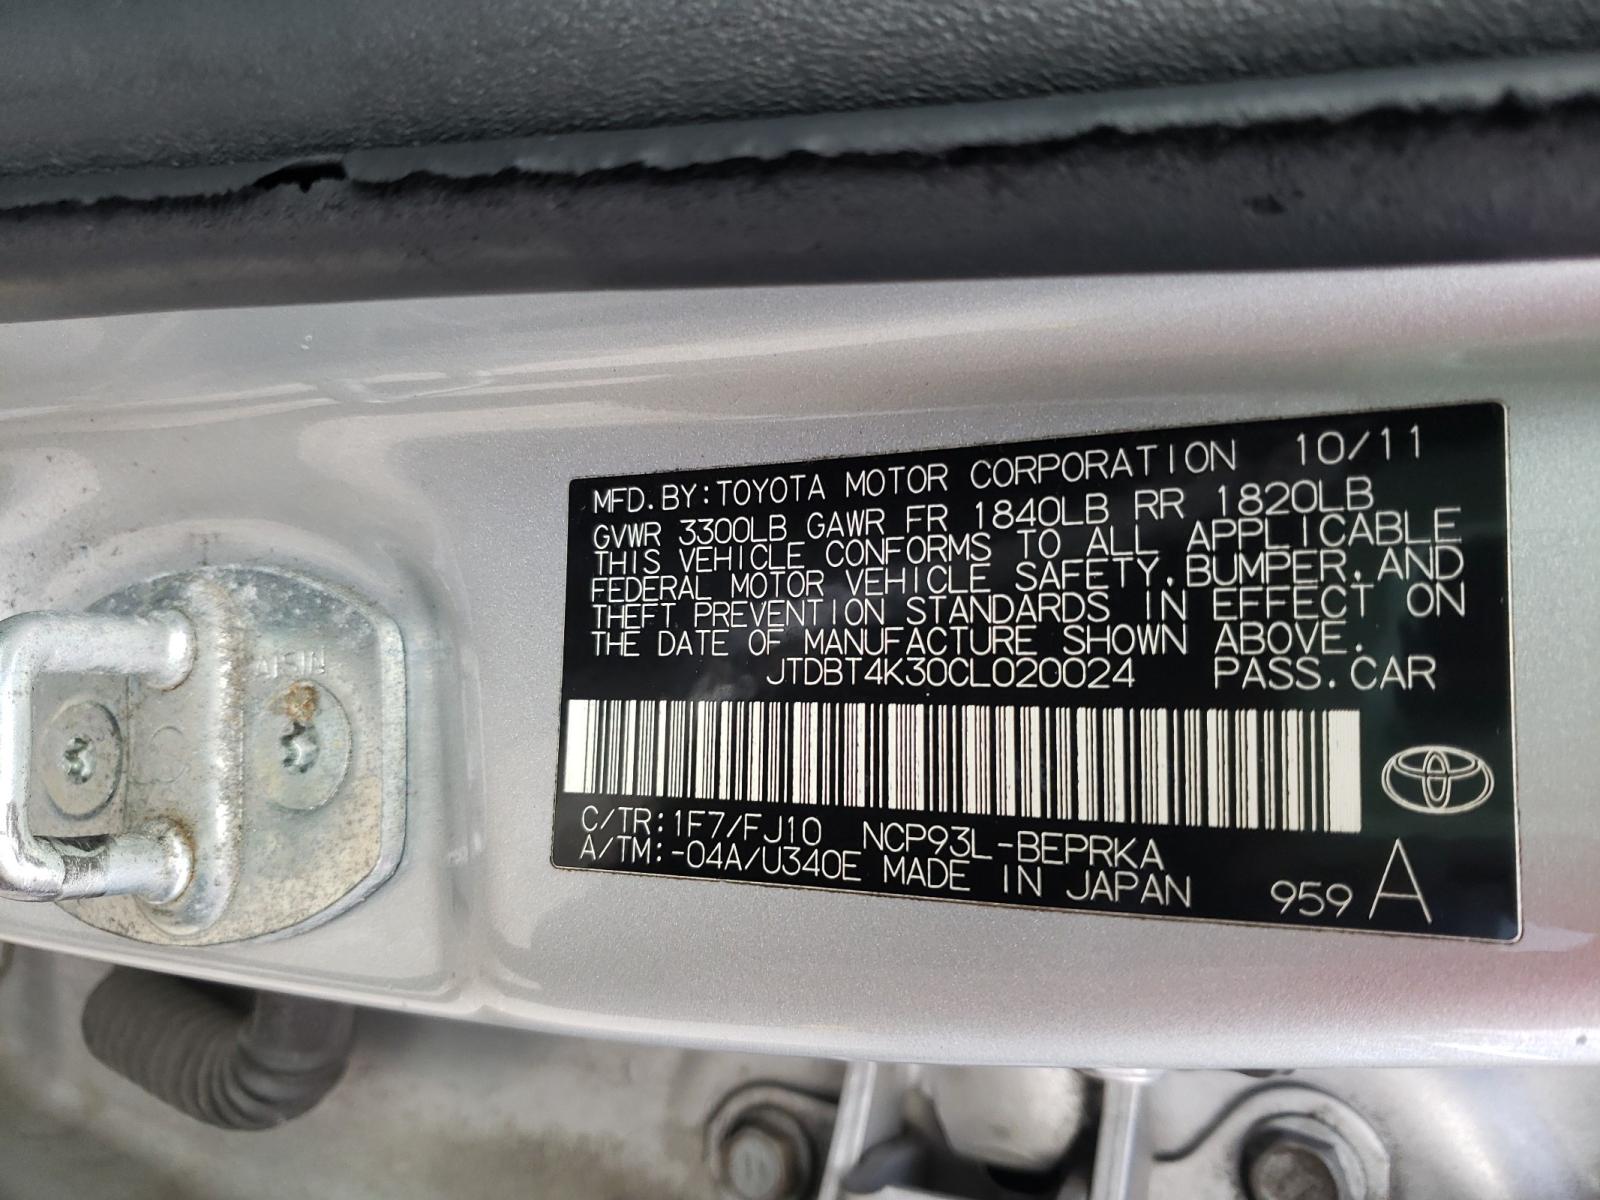 MFD.BY:TOYOTA MOTOR CORPORATION 10/11
GVWR 3300LB GAWR FR 1840LB RR 1820LB
THIS VEHICLE CONFORMS TO ALL APPLICABLE
FEDERAL MOTOR VEHICLE SAFETY,BUMPER,AND
THEFT PREVENTION STANDARDS IN EFFECT ON
THE DATE OF MANUFACTURE SHOWN ABOVE.
JTDBT4K30CL020024 PASS.CAR
C/TR:1F7/FJ10 NCP93L-BEPRKA
A/TM:-04A/U340E MADE IN JAPAN 959 A
AISIN